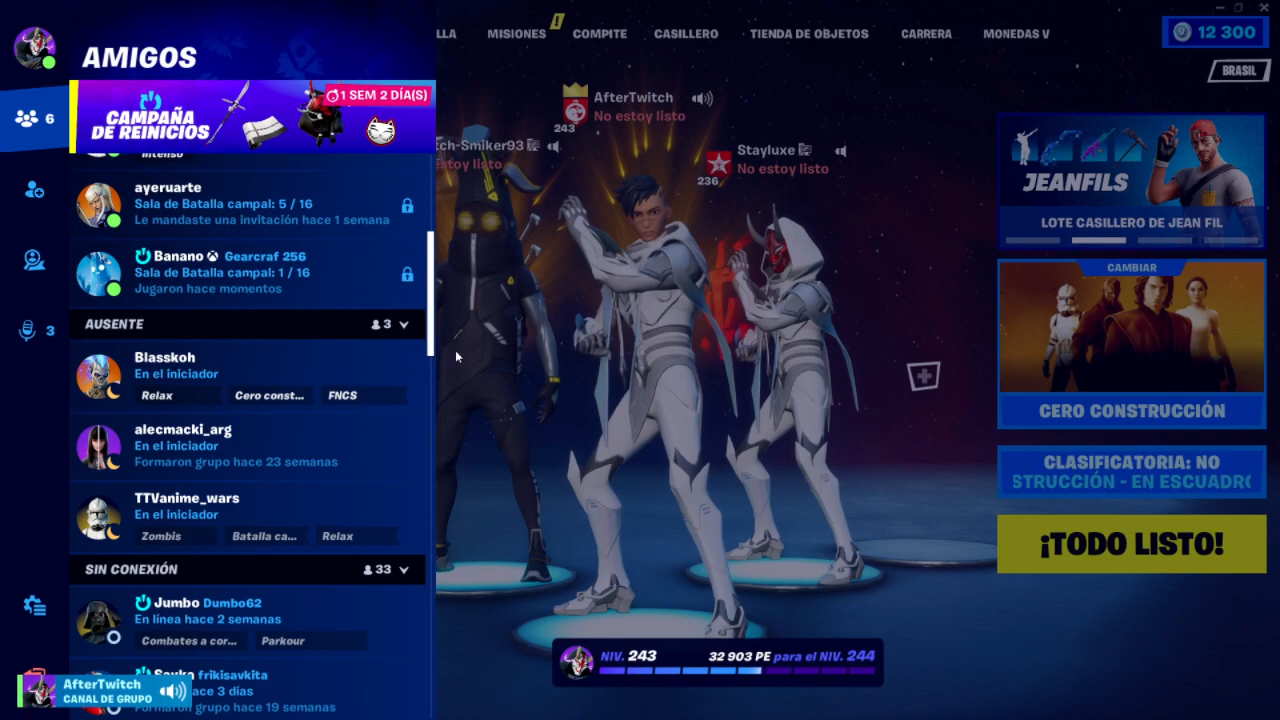 AMIGOS
6
3
CAMPAÑA
DE REINICIOS
1 SEM 2 DÍA(S)
Intenso
ayeruarte
Sala de Batalla campal: 5 / 16
Le mandaste una invitación hace 1 semana
Banano Gearcraf 256
Sala de Batalla campal: 1 / 16
Jugaron hace momentos
AUSENTE 3
Blasskoh
En el iniciador
Relax Cero const... FNCS
alecmacki_arg
En el iniciador
Formaron grupo hace 23 semanas
TTVanime_wars
En el iniciador
Zombis Batalla ca... Relax
SIN CONEXIÓN 33
Jumbo Dumbo62
En línea hace 2 semanas
Combates a cor... Parkour
frikisavkita
ace 3 días
Formaron grupo hace 19 semanas
AfterTwitch
CANAL DE GRUPO
LLA MISIONES COMPITE CASILLERO TIENDA DE OBJETOS CARRERA MONEDAS V
12 300
BRASIL
AfterTwitch
No estoy listo
243
tch-Smiker93
Estoy listo
Stayluxe
No estoy listo
236
JEANFILS
LOTE CASILLERO DE JEAN FIL
CAMBIAR
CERO CONSTRUCCIÓN
CLASIFICATORIA: NO
STRUCCIÓN - EN ESCUADRO
¡TODO LISTO!
NIV. 243 32 903 PE para el NIV. 244